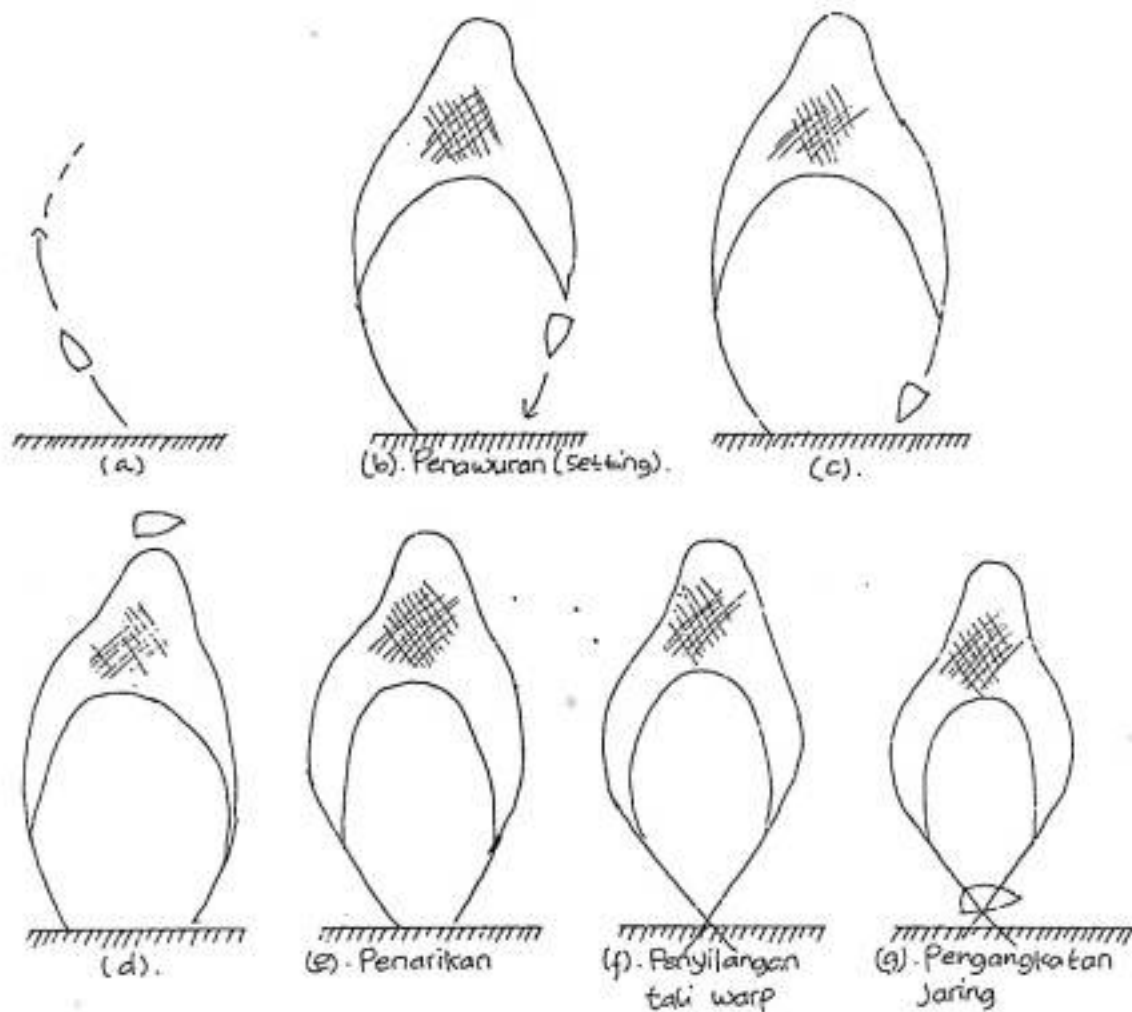 (a)
(b). Penawuran (Setting).
(c).
(d).
(e). Penarikan
(f). Penyilangan
tali warp
(g). Pengangkatan
Jaring